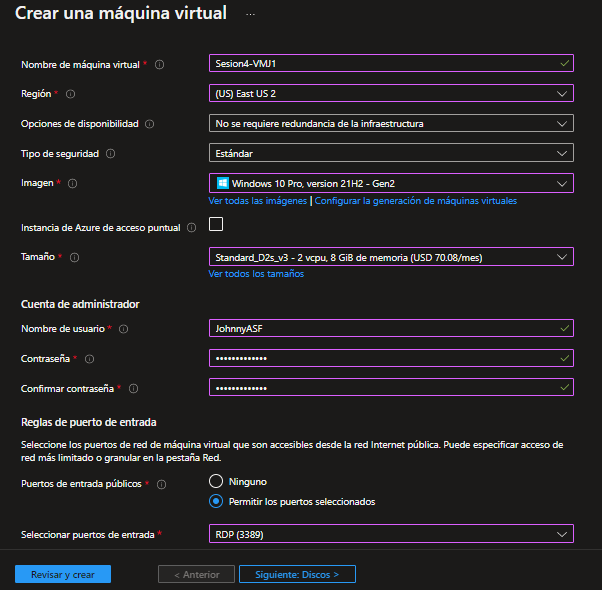 Crear una máquina virtual ...
Nombre de máquina virtual * Sesion4-VMJ1
Región * (US) East US 2
Opciones de disponibilidad No se requiere redundancia de la infraestructura
Tipo de seguridad Estándar
Imagen * Windows 10 Pro, version 21H2 - Gen2
Ver todas las imágenes | Configurar la generación de máquinas virtuales
Instancia de Azure de acceso puntual
Tamaño * Standard_D2s_v3 - 2 vcpu, 8 GiB de memoria (USD 70.08/mes)
Ver todos los tamaños
Cuenta de administrador
Nombre de usuario * JohnnyASF
Contraseña * •••••••••••••
Confirmar contraseña * •••••••••••••
Reglas de puerto de entrada
Seleccione los puertos de red de máquina virtual que son accesibles desde la red Internet pública. Puede especificar acceso de
red más limitado o granular en la pestaña Red.
Puertos de entrada públicos * Ninguno
Permitir los puertos seleccionados
Seleccionar puertos de entrada * RDP (3389)
Revisar y crear < Anterior Siguiente: Discos >